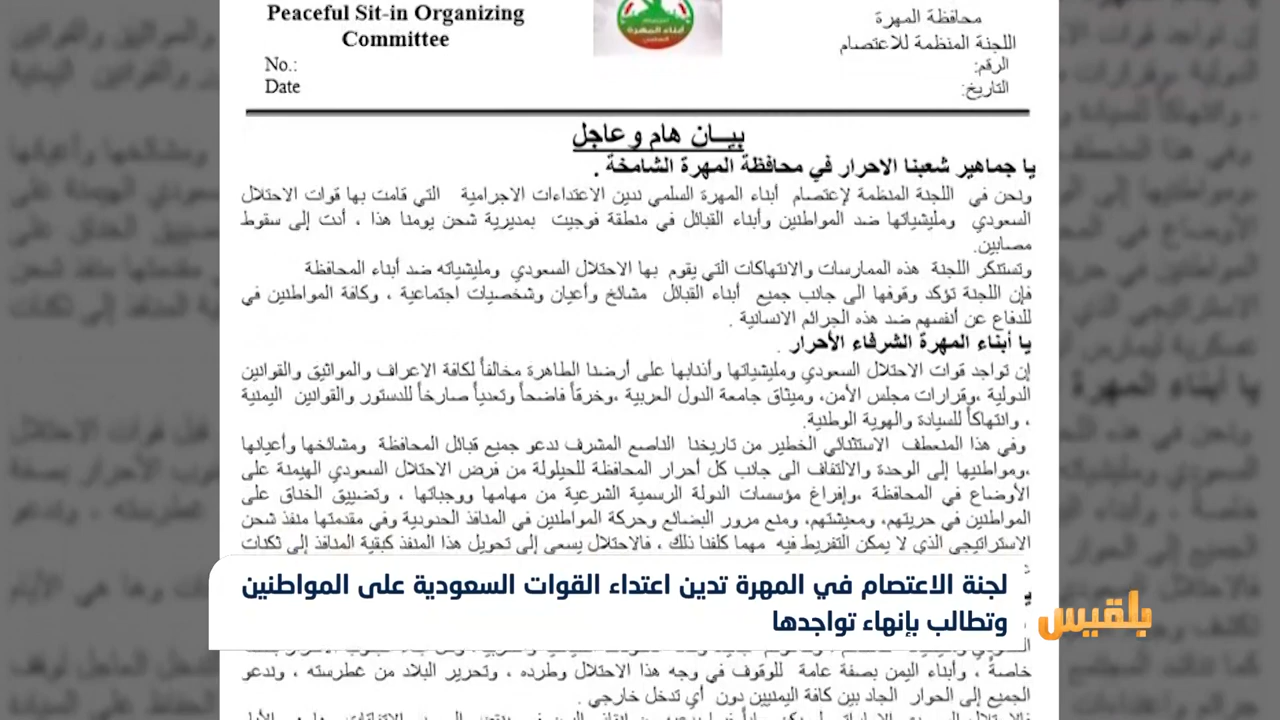 Peaceful Sit-in Organizing
Committee
No.:
Date
محافظة المهرة
اللجنة المنظمة للاعتصام
الرقم:
التاريخ:
أبناء المهرة
بيـــان هام وعاجل
يا جماهير شعبنا الاحرار في محافظة المهرة الشامخة .
ونحن في اللجنة المنظمة لإعتصام أبناء المهرة السلمي ندين الاعتداءات الاجرامية التي قامت بها قوات الاحتلال
السعودي ومليشياتها ضد المواطنين وأبناء القبائل في منطقة فوجيت بمديرية شحن يومنا هذا ، أنت إلى سقوط
مصابين.
وتستنكر اللجنة هذه الممارسات والانتهاكات التي يقوم بها الاحتلال السعودي ومليشياته ضد أبناء المحافظة
فإن اللجنة تؤكد وقوفها الى جانب جميع أبناء القبائل مشائخ وأعيان وشخصيات اجتماعية ، وكافة المواطنين في
للدفاع عن أنفسهم ضد هذه الجرائم الانسانية .
يا أبناء المهرة الشرفاء الأحرار .
إن تواجد قوات الاحتلال السعودي ومليشياتها وأذنابها على أرضنا الطاهرة مخالفاً لكافة الاعراف والمواثيق والقوانين
الدولية ،وقرارات مجلس الأمن، وميثاق جامعة الدول العربية ،وخرقاً فاضحاً وتعدياً صارخاً للدستور والقوانين اليمنية
، وانتهاكاً للسيادة والهوية الوطنية.
وفي هذا المنعطف الاستثنائي الخطير من تاريخنا الناصع المشرف ندعو جميع قبائل المحافظة ومشائخها وأعيانها
،ومواطنيها إلى الوحدة والالتفاف الى جانب كل أحرار المحافظة للحيلولة من فرض الاحتلال السعودي الهيمنة على
الأوضاع في المحافظة ،وإفراغ مؤسسات الدولة الرسمية الشرعية من مهامها ووجباتها ، وتضييق الخناق على
المواطنين في حريتهم، ومعيشتهم، ومنع مرور البضائع وحركة المواطنين في المنافذ الحدودية وفي مقدمتها منفذ شحن
الاستراتيجي الذي لا يمكن التفريط فيه مهما كلفنا ذلك ، فالاحتلال يسعى إلى تحويل هذا المنفذ كبقية المنافذ إلى ثكنات
لجنة الاعتصام في المهرة تدين اعتداء القوات السعودية على المواطنين
وتطالب بإنهاء تواجدها
بلقيس
خاصةً ، وأبناء اليمن بصفة عامة للوقوف في وجه هذا الاحتلال وطرده ، وتحرير البلاد من غطرسته ، وندعو
الجميع إلى الحوار الجاد بين كافة اليمنيين دون أي تدخل خارجي .